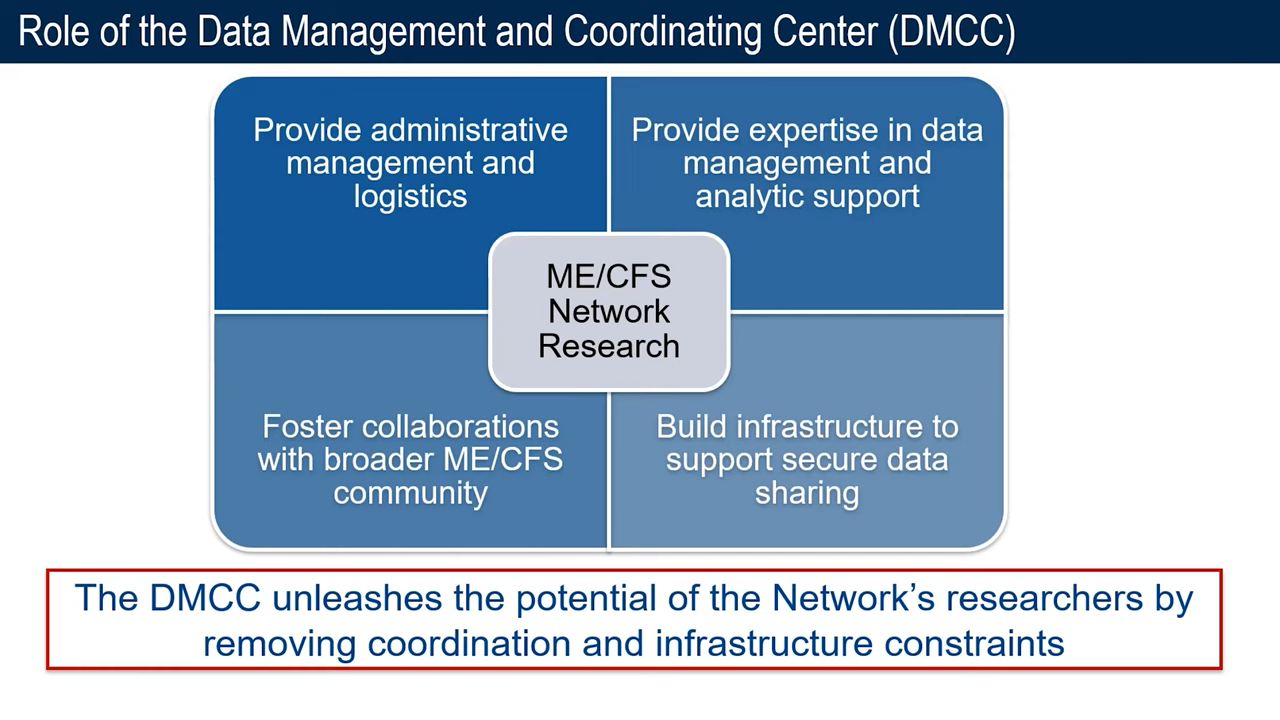 Role of the Data Management and Coordinating Center (DMCC)
Provide administrative
management and
logistics
Provide expertise in data
management and
analytic support
ME/CFS
Network
Research
Foster collaborations
with broader ME/CFS
community
Build infrastructure to
support secure data
sharing
The DMCC unleashes the potential of the Network’s researchers by
removing coordination and infrastructure constraints